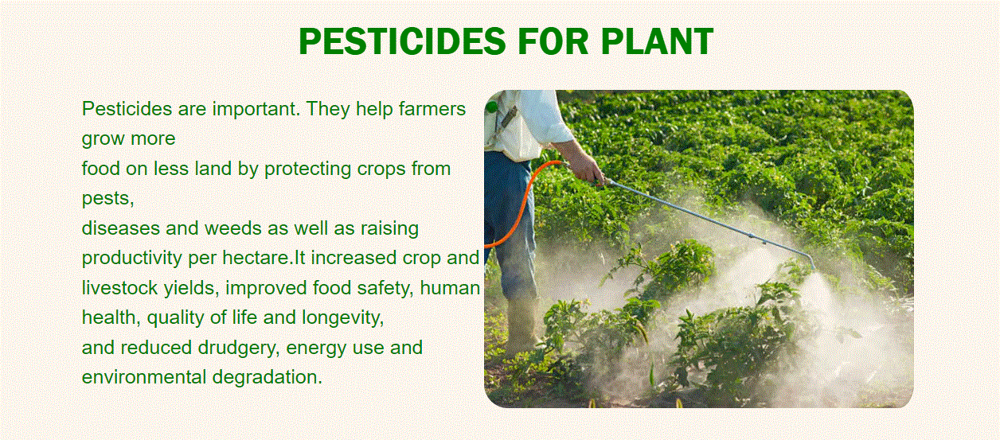 PESTICIDES FOR PLANT
Pesticides are important. They help farmers
grow more
food on less land by protecting crops from
pests,
diseases and weeds as well as raising
productivity per hectare.It increased crop and
livestock yields, improved food safety, human
health, quality of life and longevity,
and reduced drudgery, energy use and
environmental degradation.